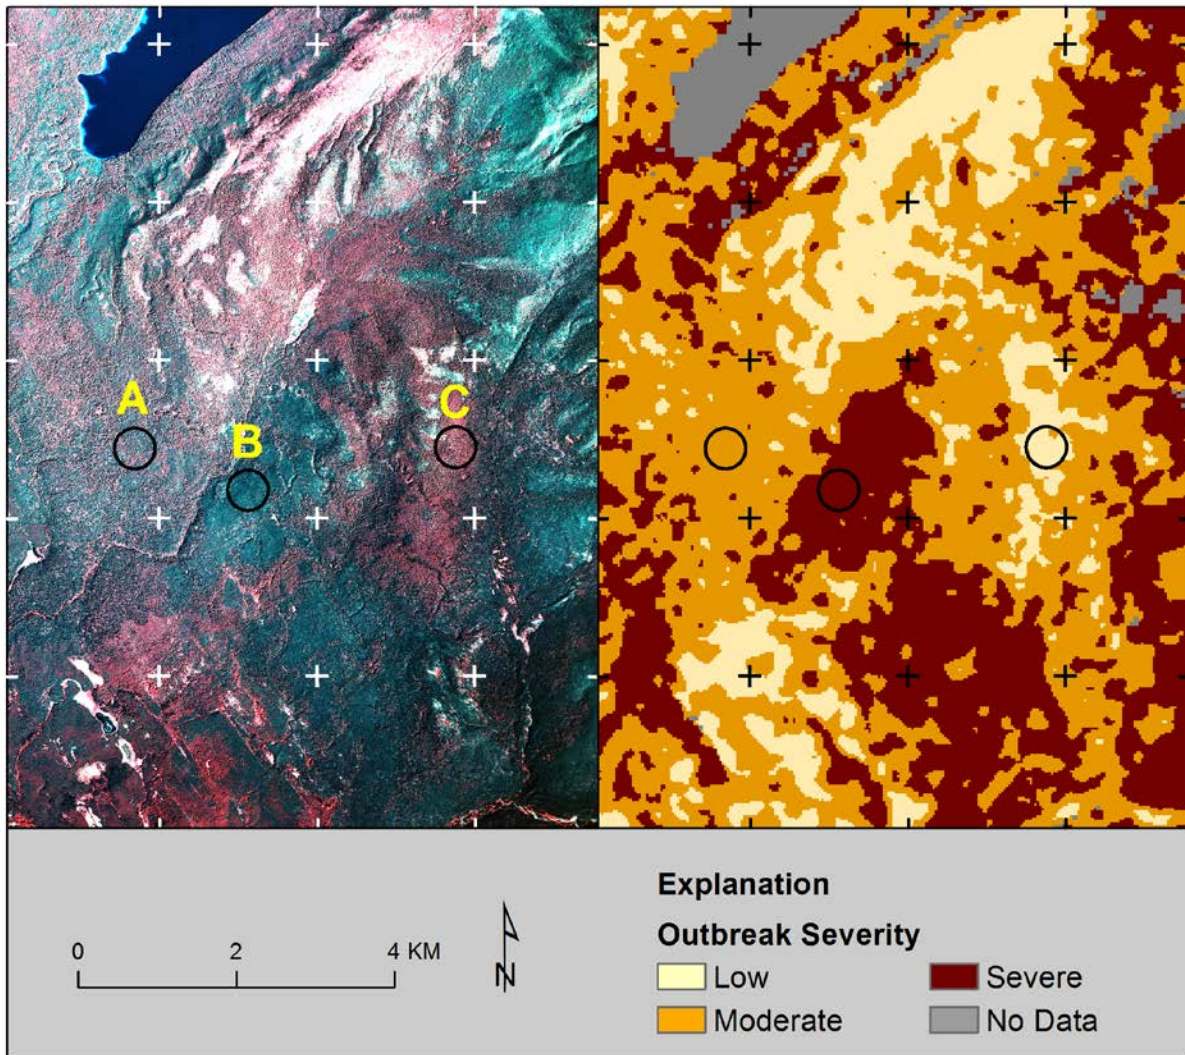 A
B
C
0 2 4 KM
N
Explanation
Outbreak Severity
Low
Severe
Moderate
No Data